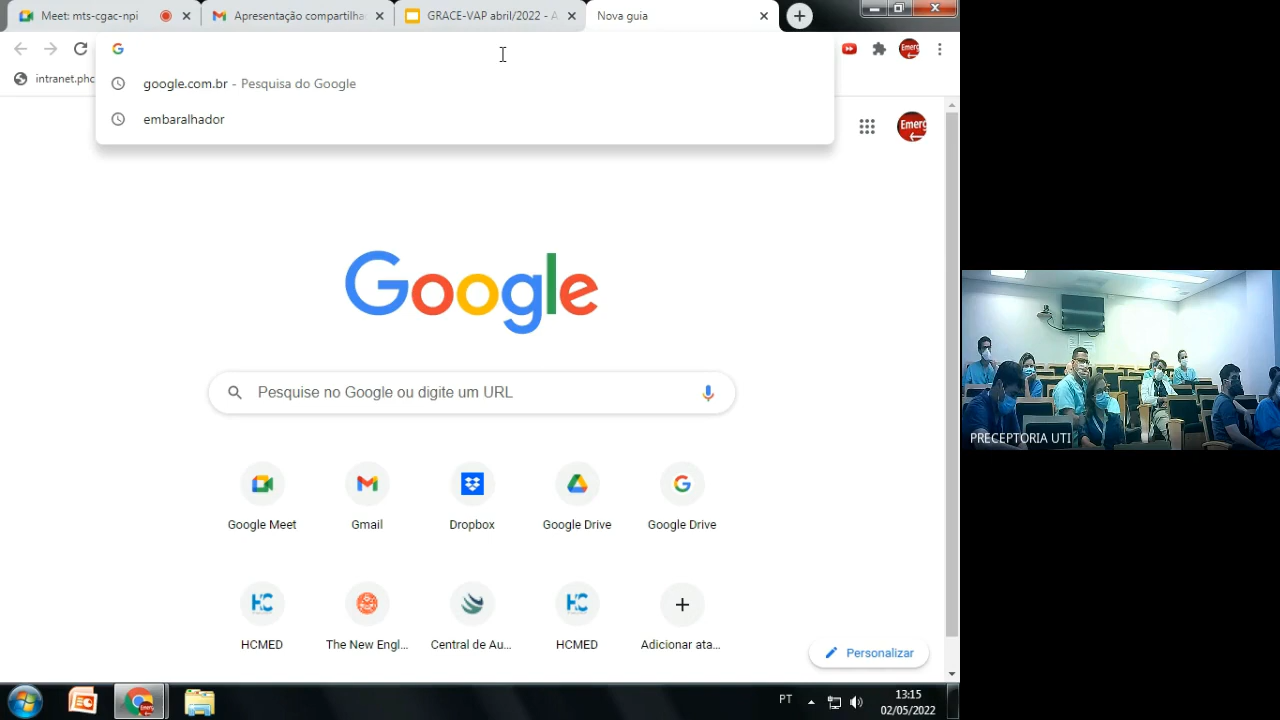 Meet: mts-cgac-npi
Apresentação compartilha
GRACE-VAP abril/2022 - A
Nova guia
google.com.br - Pesquisa do Google
Emerg
intranet.phc
embaralhador
Emerg
Google
Pesquise no Google ou digite um URL
Google Meet
Gmail
Dropbox
Google Drive
Google Drive
HCMED
The New Engl...
Central de Au...
HCMED
Adicionar ata...
Personalizar
PRECEPTORIA UTI
PT
13:15
02/05/2022